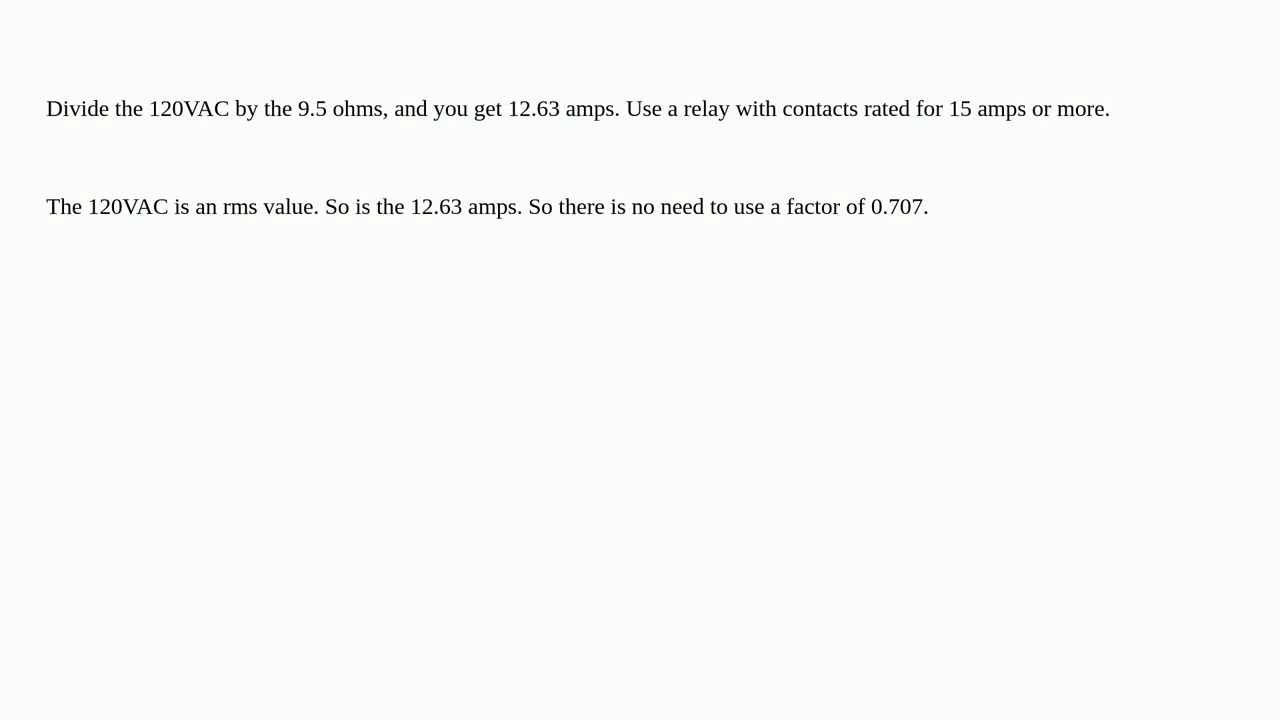 Divide the 120VAC by the 9.5 ohms, and you get 12.63 amps. Use a relay with contacts rated for 15 amps or more.
The 120VAC is an rms value. So is the 12.63 amps. So there is no need to use a factor of 0.707.